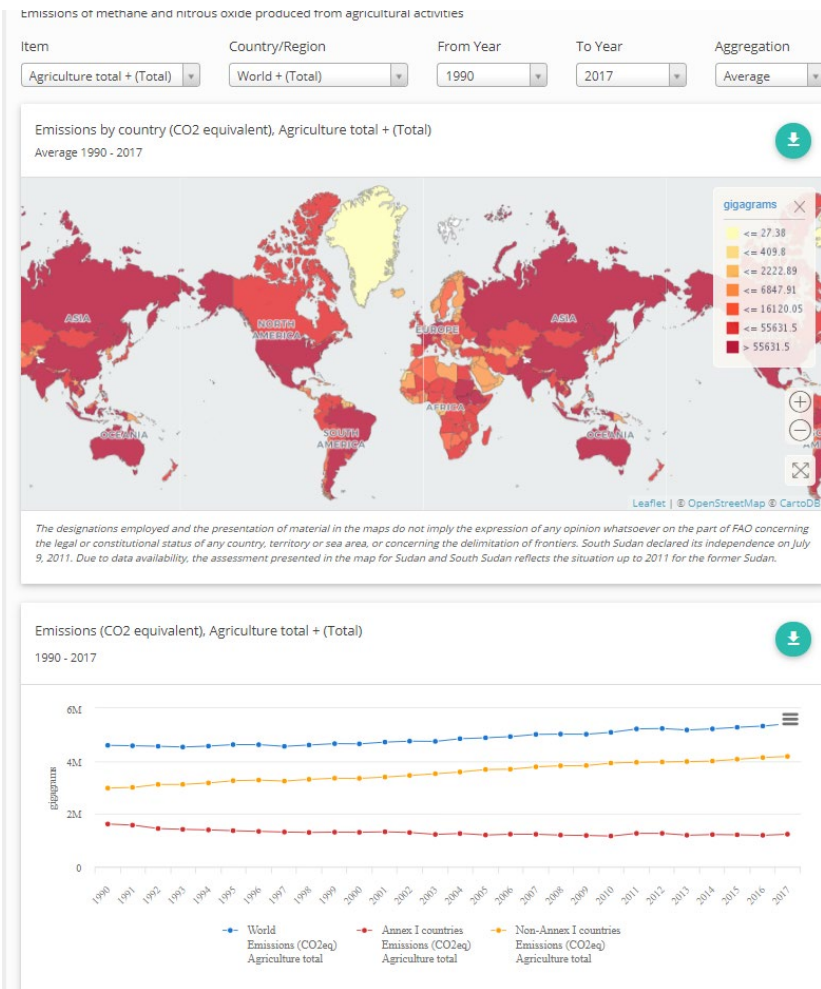 Emissions of methane and nitrous oxide produced from agricultural activities
Item
Country/Region
From Year
To Year
Aggregation
Agriculture total + (Total)
World + (Total)
1990
2017
Average
Emissions by country (CO2 equivalent), Agriculture total + (Total)
Average 1990 - 2017
gigagrams
<= 27.38
<= 409.8
<= 2222.89
<= 6847.91
<= 16120.05
<= 55631.5
> 55631.5
ASIA
NORTH
AMERICA
EUROPE
ASIA
AFRICA
OCEANIA
SOUTH
AMERICA
OCEANIA
Leaflet | © OpenStreetMap © CartoDB
The designations employed and the presentation of material in the maps do not imply the expression of any opinion whatsoever on the part of FAO concerning
the legal or constitutional status of any country, territory or sea area, or concerning the delimitation of frontiers. South Sudan declared its independence on July
9, 2011. Due to data availability, the assessment presented in the map for Sudan and South Sudan reflects the situation up to 2011 for the former Sudan.
Emissions (CO2 equivalent), Agriculture total + (Total)
1990 - 2017
6M
4M
2M
0
gigagrams
1990
1991
1992
1993
1994
1995
1996
1997
1998
1999
2000
2001
2002
2003
2004
2005
2006
2007
2008
2009
2010
2011
2012
2013
2014
2015
2016
2017
World
Emissions (CO2eq)
Agriculture total
Annex I countries
Emissions (CO2eq)
Agriculture total
Non-Annex I countries
Emissions (CO2eq)
Agriculture total